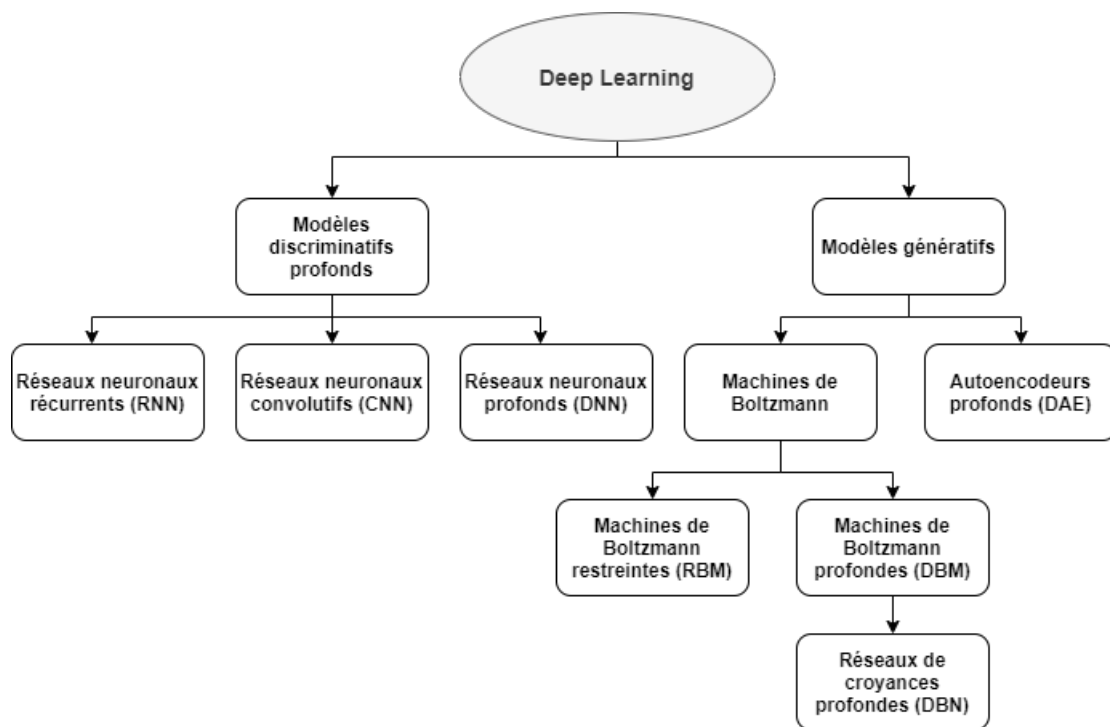 Deep Learning
Modèles
discriminatifs
profonds
Modèles génératifs
Réseaux neuronaux
récurrents (RNN)
Réseaux neuronaux
convolutifs (CNN)
Réseaux neuronaux
profonds (DNN)
Machines de
Boltzmann
Autoencodeurs
profonds (DAE)
Machines de
Boltzmann
restreintes (RBM)
Machines de
Boltzmann
profondes (DBM)
Réseaux de
croyances
profondes (DBN)